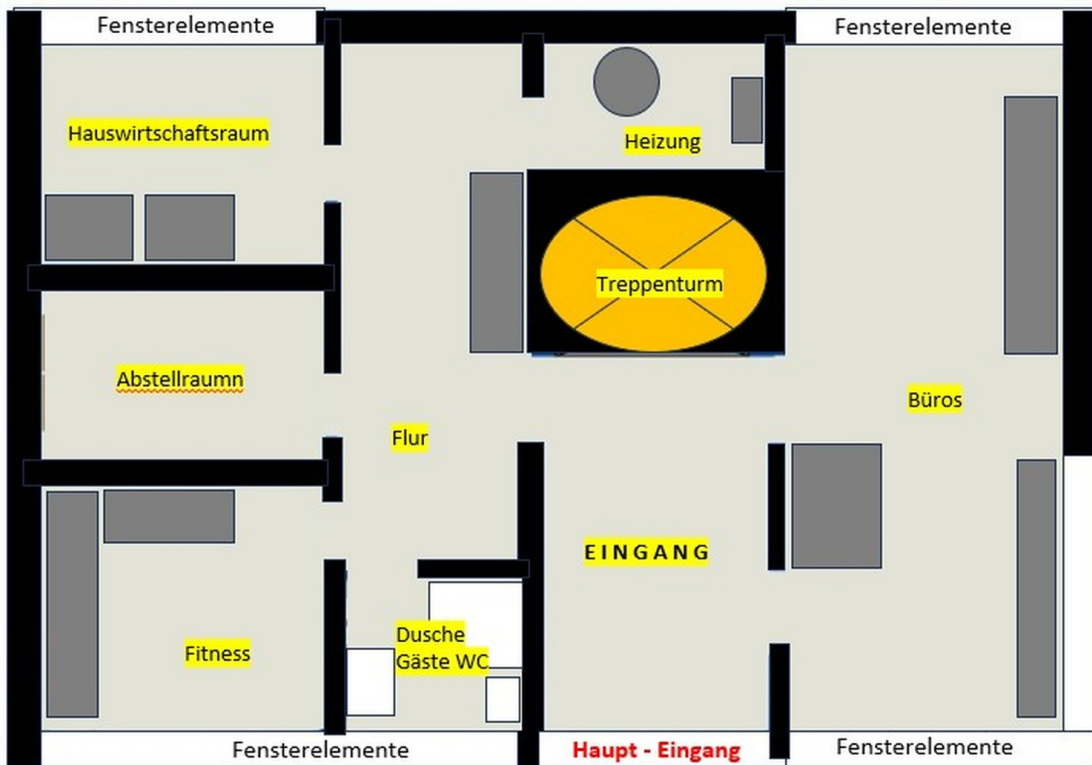 Fensterelemente
Fensterelemente
Hauswirtschaftsraum
Heizung
Treppenturm
Abstellraumn
Büros
Flur
EINGANG
Dusche
Gäste WC
Fitness
Fensterelemente
Haupt - Eingang
Fensterelemente